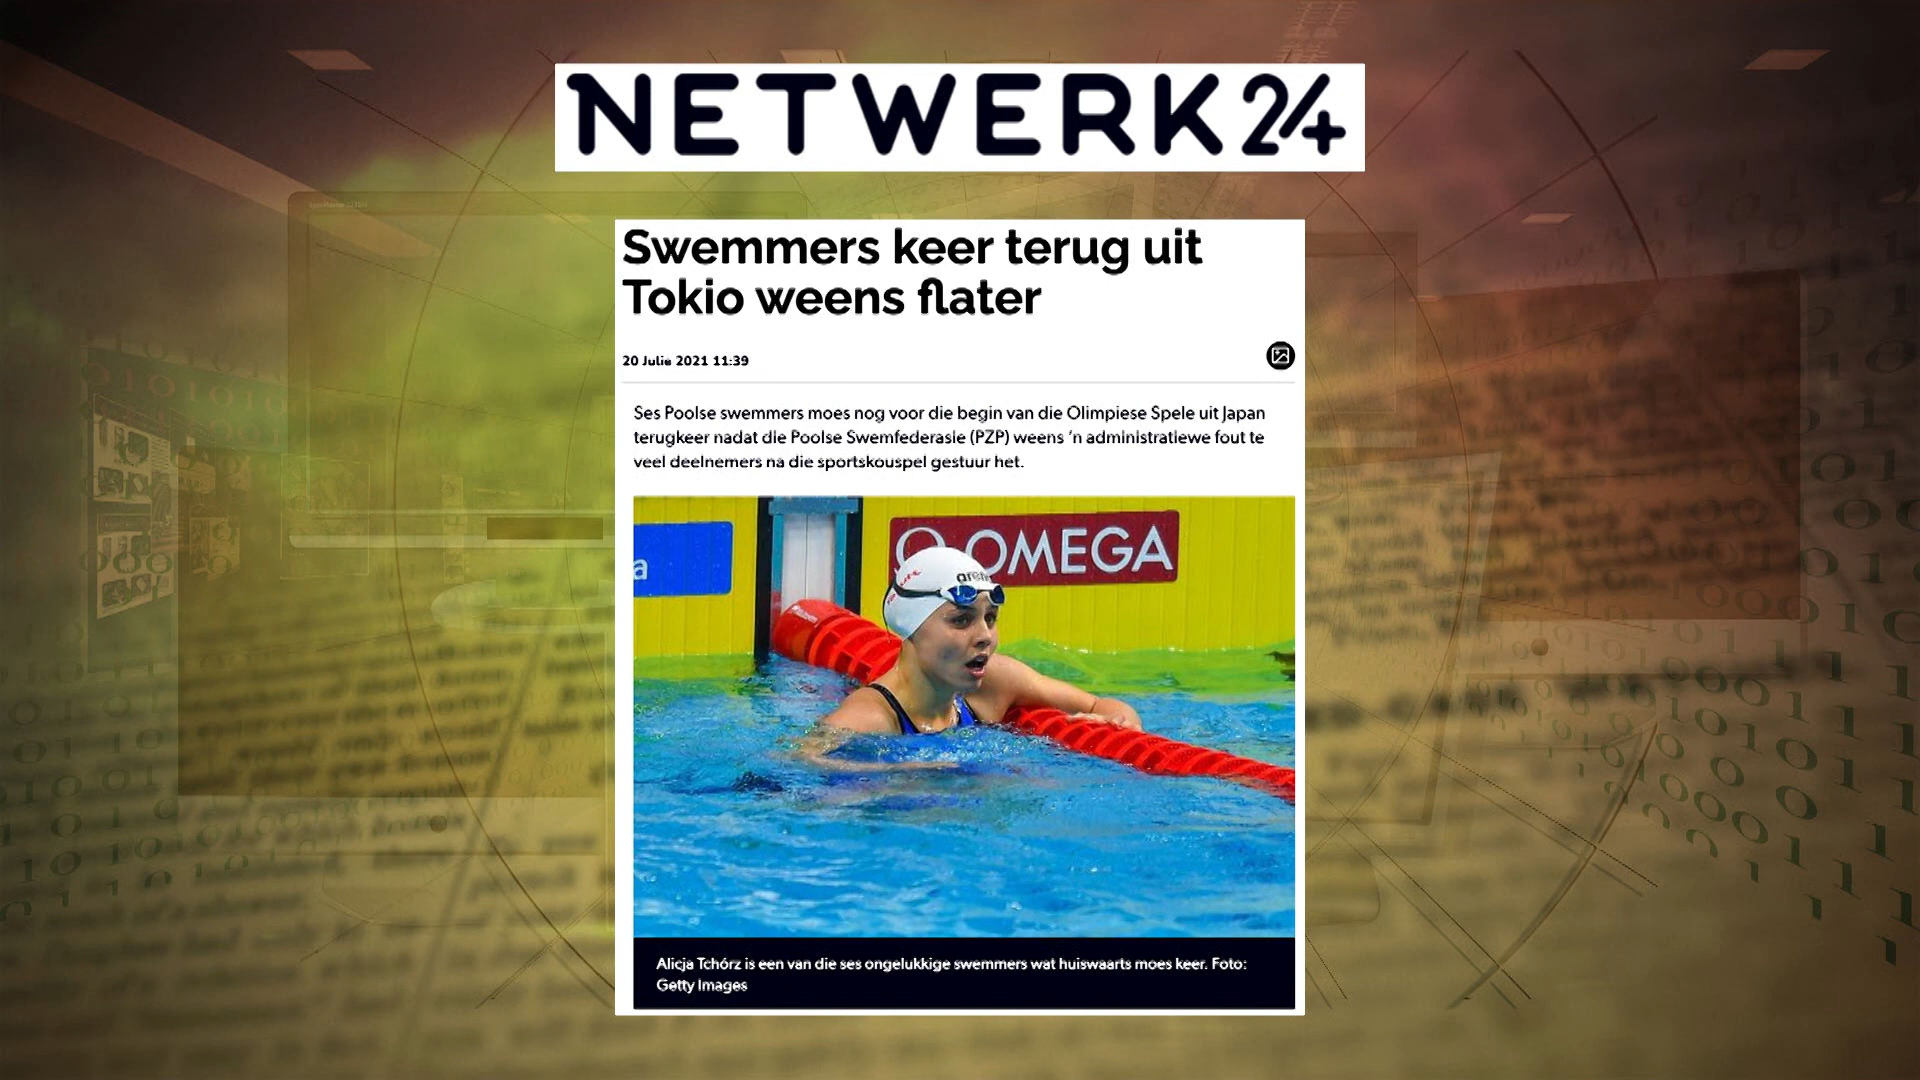 NETWERK24
Swemmers keer terug uit
Tokio weens flater
20 Julie 2021 11:39
Ses Poolse swemmers moes nog voor die begin van die Olimpiese Spele uit Japan
terugkeer nadat die Poolse Swemfederasie (PZP) weens 'n administratiewe fout te
veel deelnemers na die sportskouspel gestuur het.
a
OMEGA
arena
Alicja Tchórz is een van die ses ongelukkige swemmers wat huiswaarts moes keer. Foto:
Getty Images